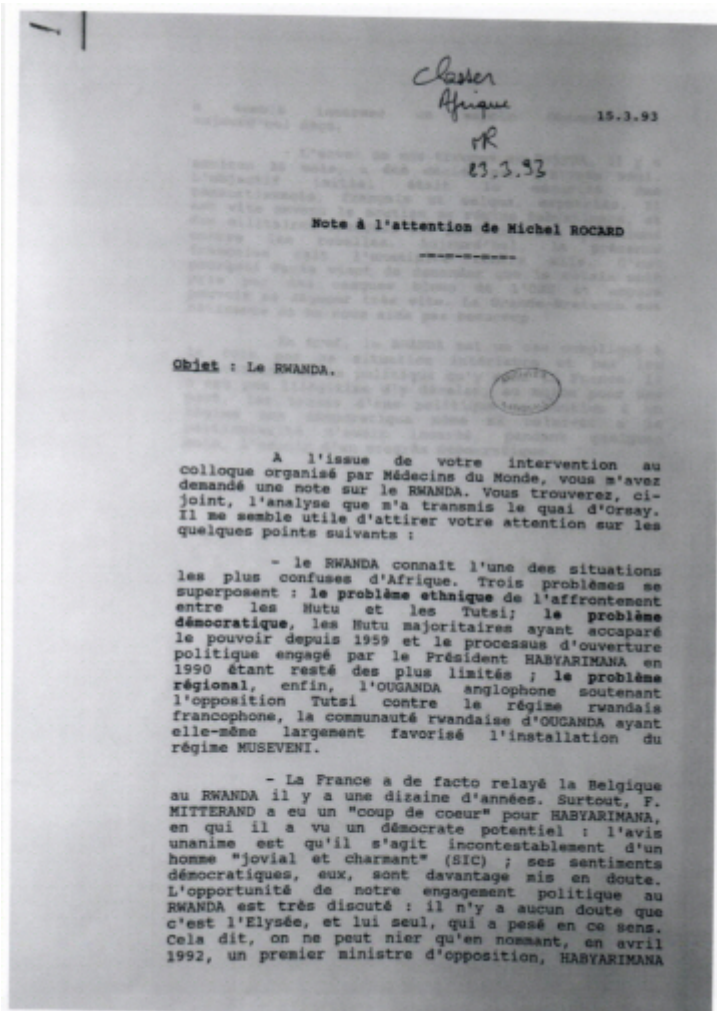 Classer
Afrique
15.3.93
MR
23.3.93
Note à l'attention de Michel ROCARD
--=-=-=----
Objet : Le RWANDA.
A l'issue de votre intervention au
colloque organisé par Médecins du Monde, vous m'avez
demandé une note sur le RWANDA. Vous trouverez, ci-
joint, l'analyse que m'a transmis le quai d'Orsay.
Il me semble utile d'attirer votre attention sur les
quelques points suivants :
- le RWANDA connaît l'une des situations
les plus confuses d'Afrique. Trois problèmes se
superposent : le problème ethnique de l'affrontement
entre les Hutu et les Tutsi; le problème
démocratique, les Hutu majoritaires ayant accaparé
le pouvoir depuis 1959 et le processus d'ouverture
politique engagé par le Président HABYARIMANA en
1990 étant resté des plus limités ; le problème
régional, enfin, l'OUGANDA anglophone soutenant
l'opposition Tutsi contre le régime rwandais
francophone, la communauté rwandaise d'OUGANDA ayant
elle-même largement favorisé l'installation du
régime MUSEVENI.
- La France a de facto relayé la Belgique
au RWANDA il y a une dizaine d'années. Surtout, F.
MITTERAND a eu un "coup de coeur" pour HABYARIMANA,
en qui il a vu un démocrate potentiel : l'avis
unanime est qu'il s'agit incontestablement d'un
homme "jovial et charmant" (SIC) ; ses sentiments
démocratiques, eux, sont davantage mis en doute.
L'opportunité de notre engagement politique au
RWANDA est très discuté : il n'y a aucun doute que
c'est l'Elysée, et lui seul, qui a pesé en ce sens.
Cela dit, on ne peut nier qu'en nommant, en avril
1992, un premier ministre d'opposition, HABYARIMANA